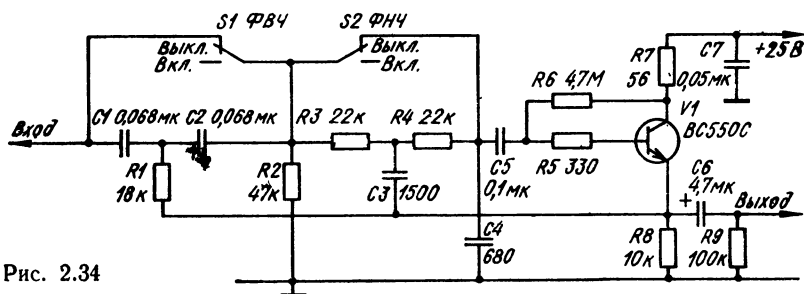 S1 ФВЧ
S2 ФНЧ
Выкл.
Вкл.
Выкл.
Вкл.
R7
56
C7
0,05мк
+25В
R6 4,7М
V1
BC550C
Вход
C1 0,068мк
C2 0,068мк
R3 22к
R4 22к
C5
0,1мк
R5 330
R1
18к
R2
47к
C3 1500
C4
680
C6
4,7мк
+
Выход
R8
10к
R9
100к
Рис. 2.34